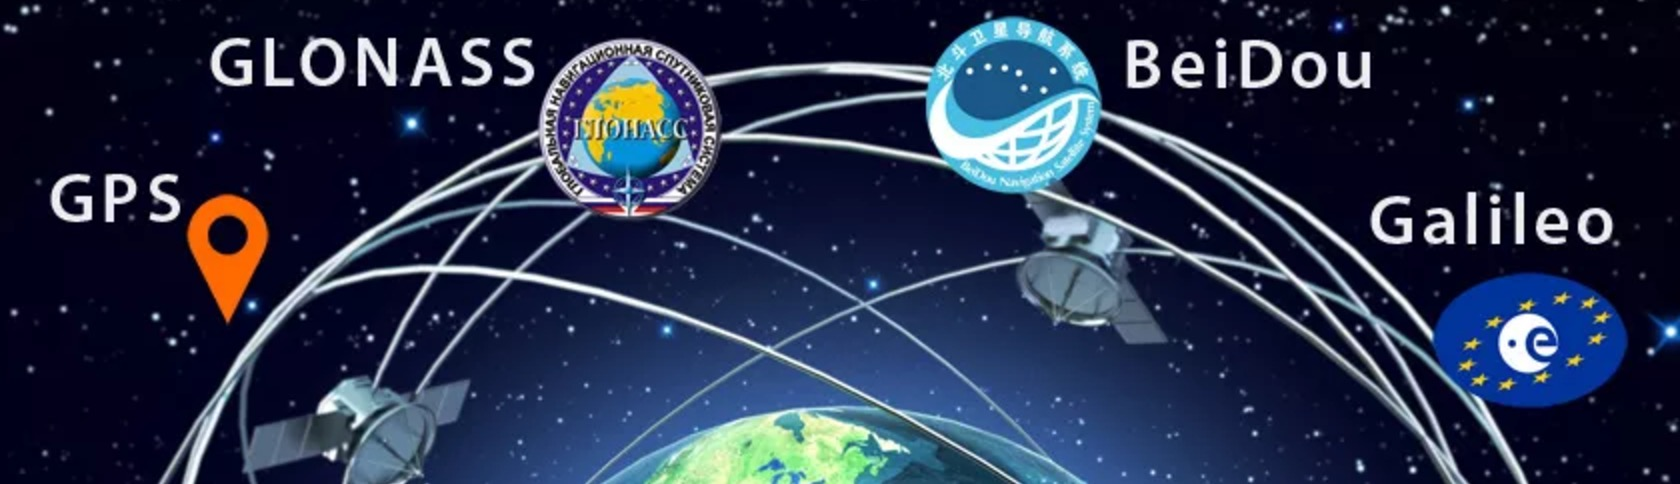 GLONASS
ГЛОБАЛЬНАЯ НАВИГАЦИОННАЯ СПУТНИКОВАЯ СИСТЕМА
ГЛОНАСС
北斗卫星导航系统
BeiDou Navigation Satellite System
BeiDou
GPS
Galileo
e